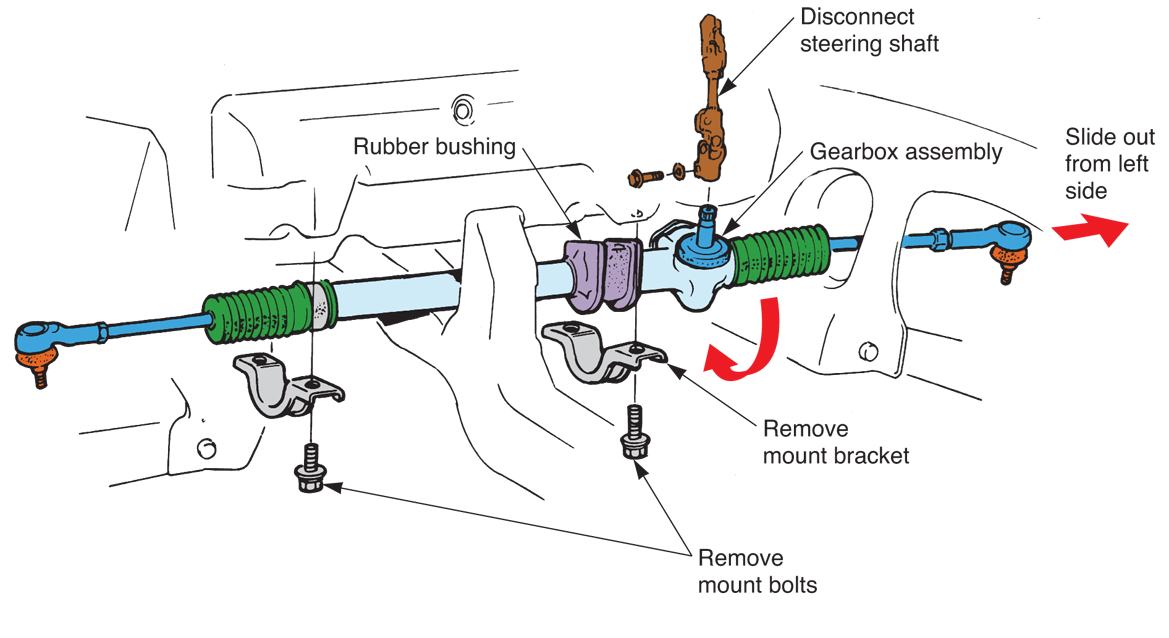 Disconnect
steering shaft
Rubber bushing
Gearbox assembly
Slide out
from left
side
Remove
mount bracket
Remove
mount bolts